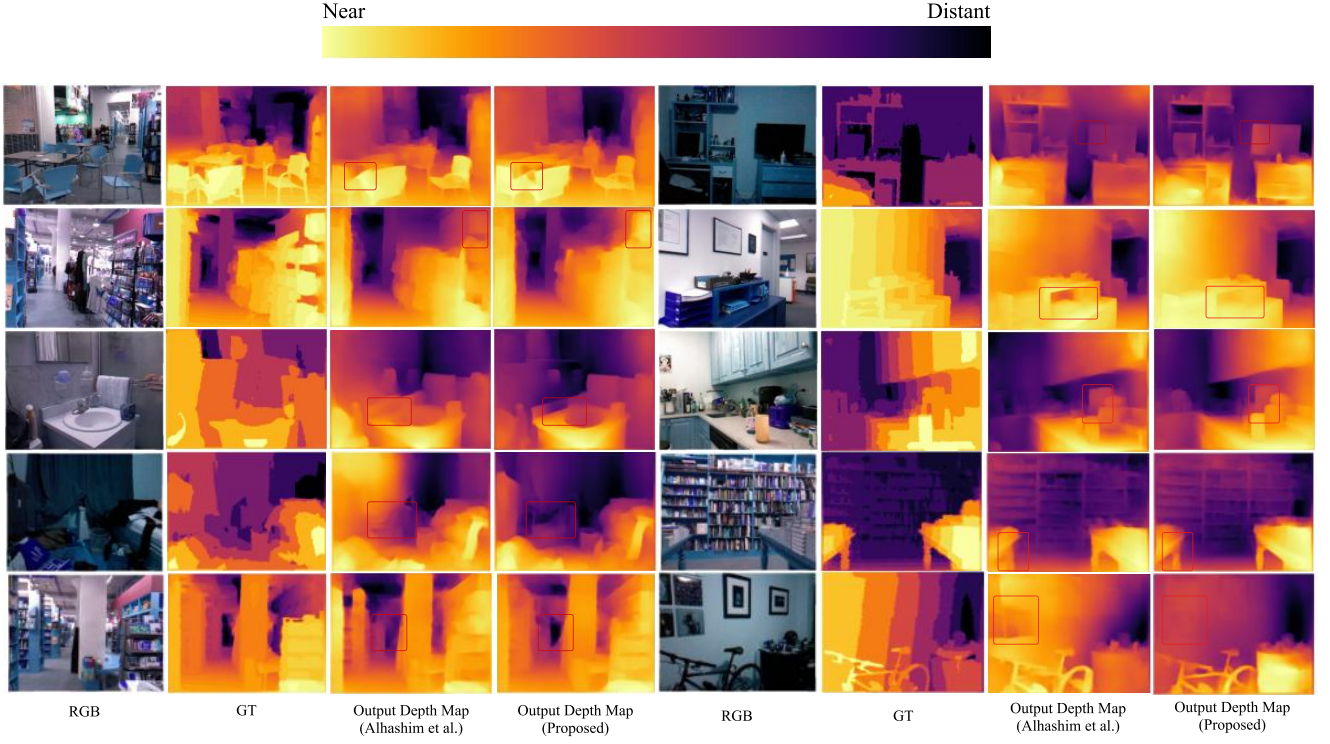 Near Distant
RGB GT Output Depth Map Output Depth Map RGB GT Output Depth Map Output Depth Map
(Alhashim et al.) (Proposed) (Alhashim et al.) (Proposed)